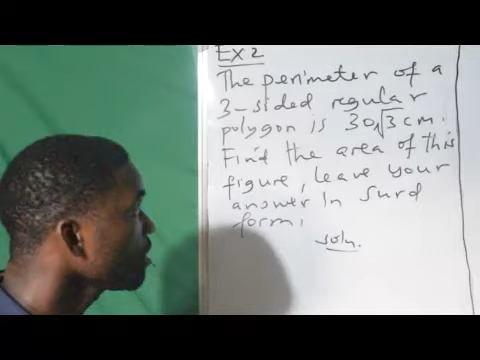 Ex 2
The perimeter of a
3-sided regular
polygon is 30√3 cm.
Find the area of this
figure, leave your
answer in surd
form.
soln.